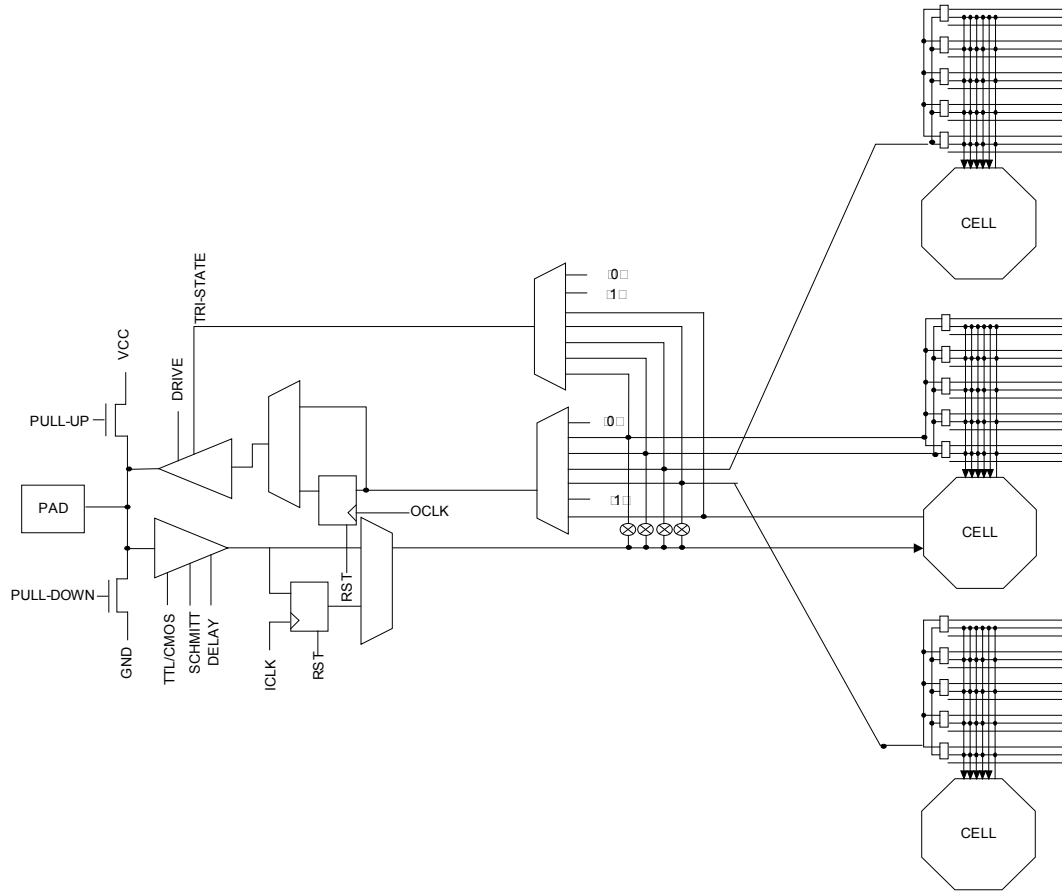 CELL
TRI-STATE
0
1
VCC
DRIVE
PULL-UP
0
PAD
OCLK
1
CELL
RST
PULL-DOWN
GND
TTL/CMOS
SCHMITT
DELAY
ICLK
RST
CELL